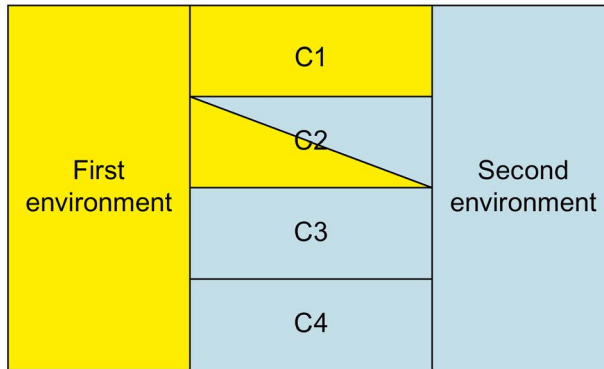 First
environment
C1
C2
C3
C4
Second
environment